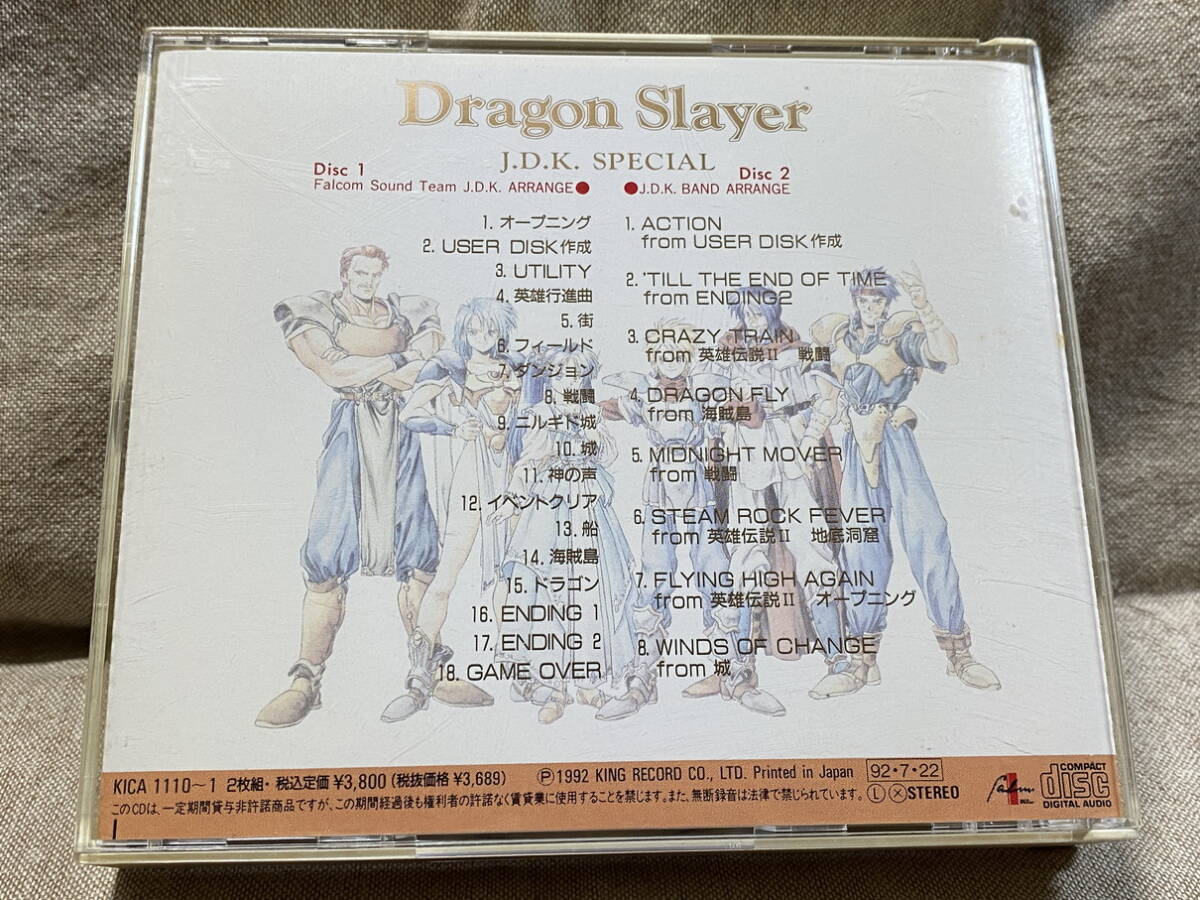 Dragon Slayer
J.D.K. SPECIAL
Disc 1
Falcom Sound Team J.D.K. ARRANGE●
1. オープニング
2. USER DISK作成
3. UTILITY
4. 英雄行進曲
5. 街
6. フィールド
7. ダンジョン
8. 戦闘
9. ニルギド城
10. 城
11. 神の声
12. イベントクリア
13. 船
14. 海賊島
15. ドラゴン
16. ENDING 1
17. ENDING 2
18. GAME OVER
Disc 2
●J.D.K. BAND ARRANGE
1. ACTION
from USER DISK作成
2. 'TILL THE END OF TIME
from ENDING2
3. CRAZY TRAIN
from 英雄伝説II 戦闘
4. DRAGON FLY
from 海賊島
5. MIDNIGHT MOVER
from 戦闘
6. STEAM ROCK FEVER
from 英雄伝説II 地底洞窟
7. FLYING HIGH AGAIN
from 英雄伝説II オープニング
8. WINDS OF CHANGE
from 城
KICA 1110~1 2枚組・税込定価¥3,800(税抜価格¥3,689) Ⓟ1992 KING RECORD CO., LTD. Printed in Japan 92・7・22
このCDは、一定期間貸与非許諾商品ですが、この期間経過後も権利者の許諾なく賃貸業に使用することを禁じます。また、無断録音は法律で禁じられています。 Ⓛ Ⓧ STEREO
Falcom
COMPACT
disc
DIGITAL AUDIO